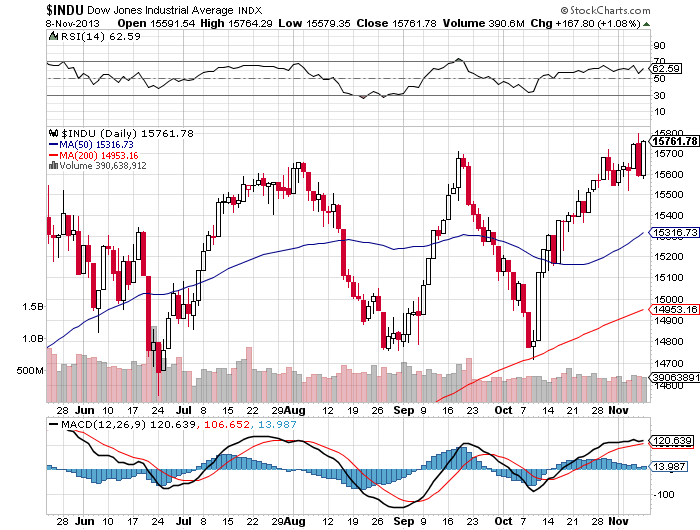 $INDU Dow Jones Industrial Average INDX
© StockCharts.com
8-Nov-2013 Open 15591.54 High 15764.29 Low 15579.35 Close 15761.78 Volume 390.6M Chg +167.80 (+1.08%)
RSI(14) 62.59
90
70
62.59
50
30
10
$INDU (Daily) 15761.78
MA(50) 15316.73
MA(200) 14953.16
Volume 390,638,912
15800
15761.78
15700
15600
15500
15400
15316.73
15200
15100
15000
14953.16
14900
14800
14700
14600
1.5B
1.0B
500M
39063891
28 Jun 10 17 24 Jul 8 15 22 29 Aug 12 19 26 Sep 9 16 23 Oct 7 14 21 28 Nov
MACD(12,26,9) 120.639, 106.652, 13.987
120.639
13.987
-100
28 Jun 10 17 24 Jul 8 15 22 29 Aug 12 19 26 Sep 9 16 23 Oct 7 14 21 28 Nov